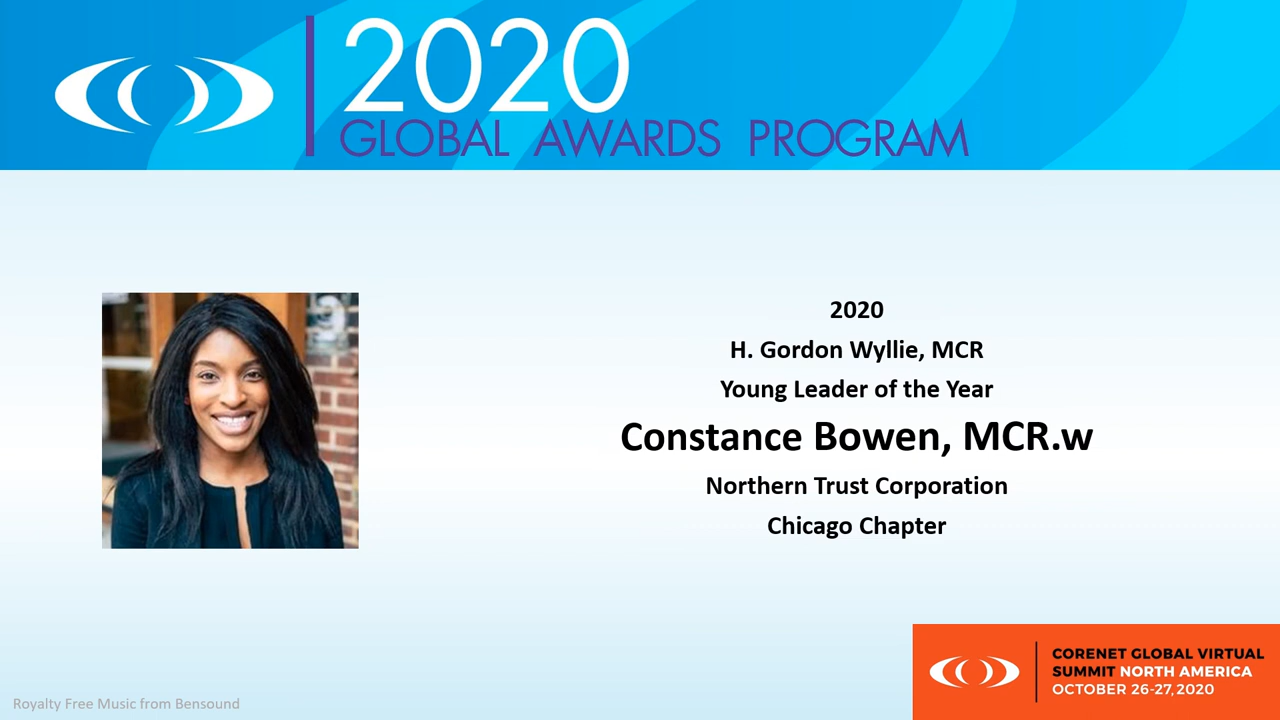 2020
GLOBAL AWARDS PROGRAM
2020
H. Gordon Wyllie, MCR
Young Leader of the Year
Constance Bowen, MCR.w
Northern Trust Corporation
Chicago Chapter
CORENET GLOBAL VIRTUAL
SUMMIT NORTH AMERICA
OCTOBER 26-27, 2020
Royalty Free Music from Bensound